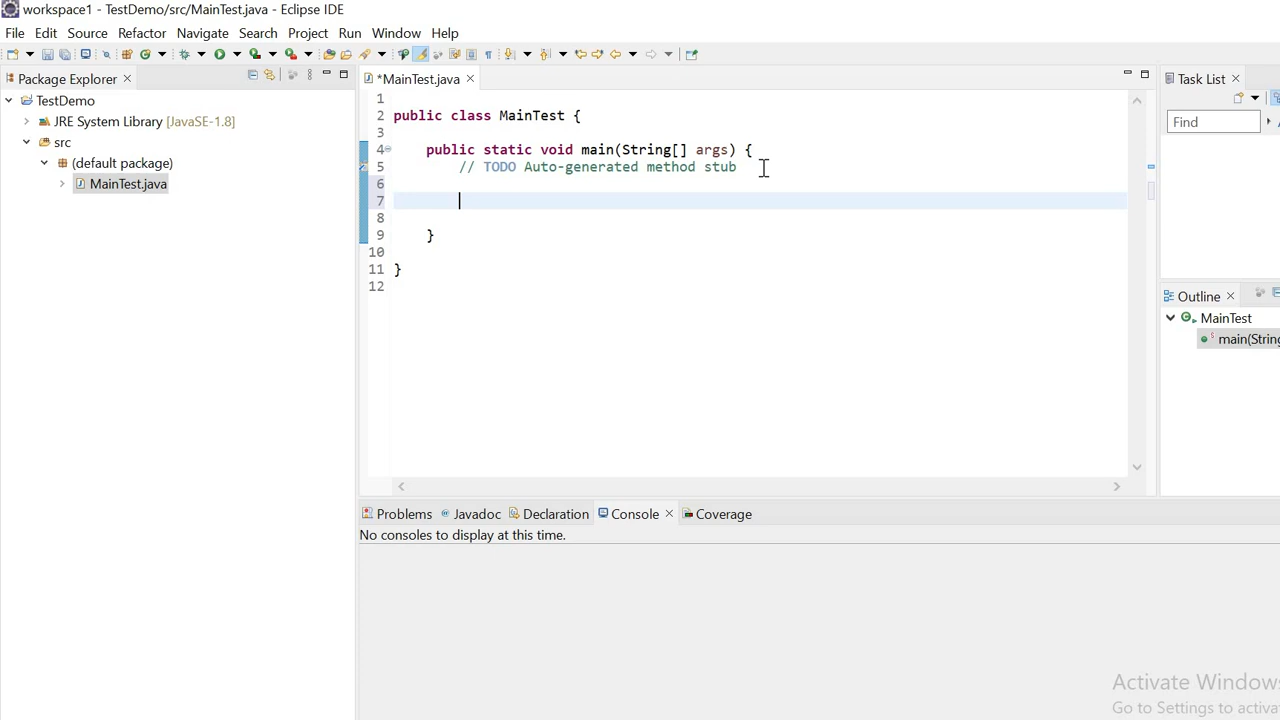 workspace1 - TestDemo/src/MainTest.java - Eclipse IDE
File Edit Source Refactor Navigate Search Project Run Window Help
Package Explorer
TestDemo
JRE System Library [JavaSE-1.8]
src
(default package)
MainTest.java
*MainTest.java
1
2 public class MainTest {
3
4 public static void main(String[] args) {
5 // TODO Auto-generated method stub
6
7
8
9 }
10
11 }
12
Task List
Find
Outline
MainTest
main(String
Problems Javadoc Declaration Console Coverage
No consoles to display at this time.
Activate Windows
Go to Settings to activa